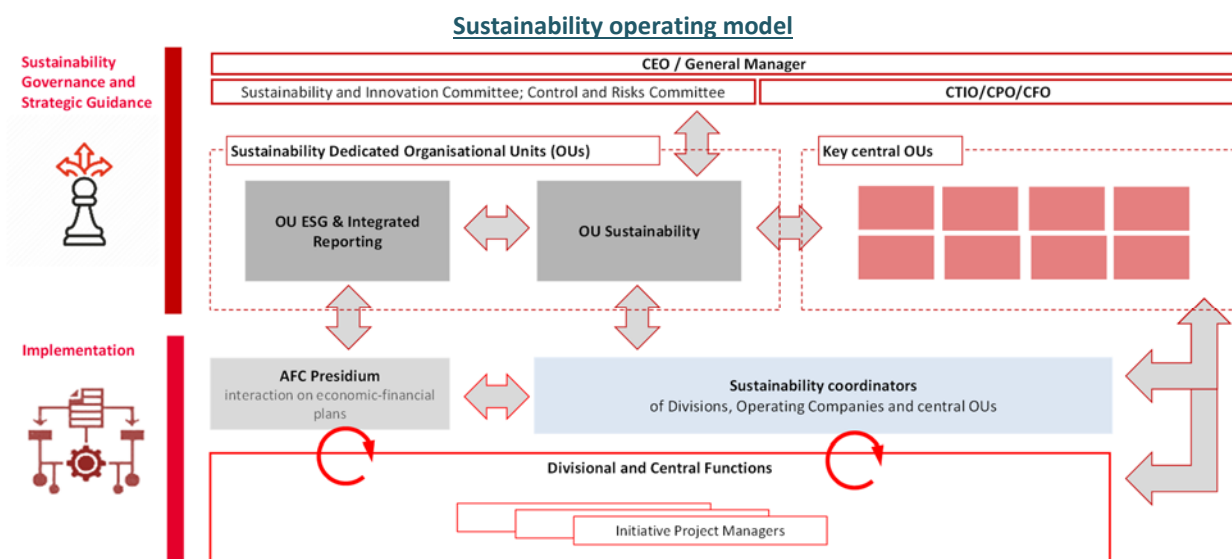 Sustainability operating model
Sustainability
Governance and
Strategic Guidance
CEO / General Manager
Sustainability and Innovation Committee; Control and Risks Committee
CTIO/CPO/CFO
Sustainability Dedicated Organisational Units (OUs)
Key central OUs
OU ESG & Integrated
Reporting
OU Sustainability
Implementation
AFC Presidium
interaction on economic-financial
plans
Sustainability coordinators
of Divisions, Operating Companies and central OUs
Divisional and Central Functions
Initiative Project Managers